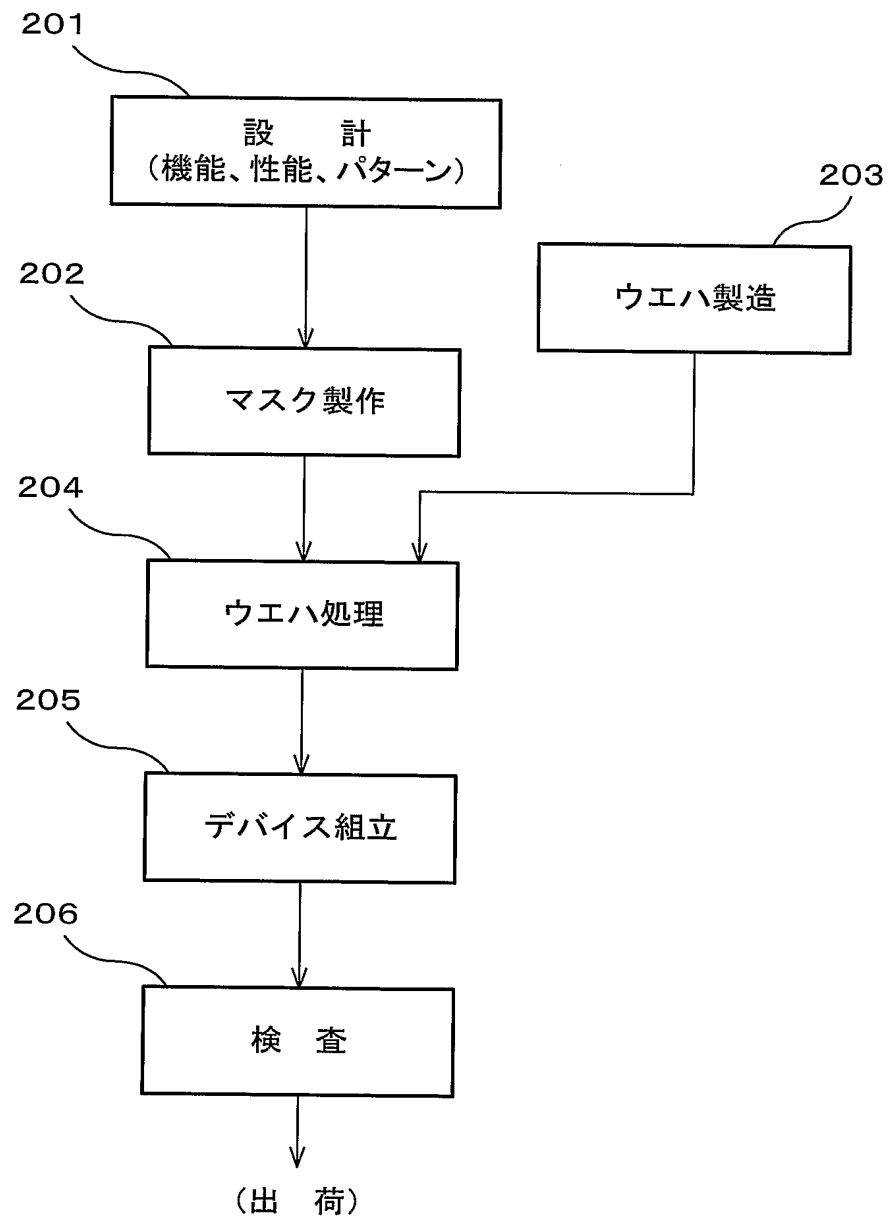 201
設 計
(機能、性能、パターン)
203
ウエハ製造
202
マスク製作
204
ウエハ処理
205
デバイス組立
206
検 査
(出 荷)